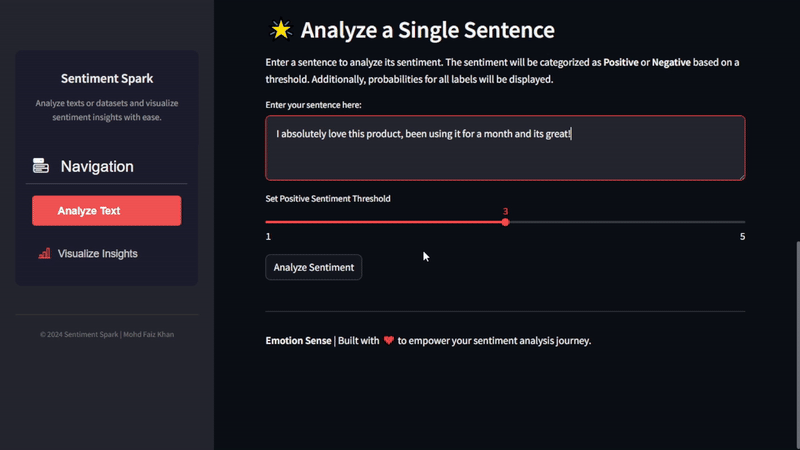 Sentiment Spark
Analyze texts or datasets and visualize
sentiment insights with ease.
Navigation
Analyze Text
Visualize Insights
© 2024 Sentiment Spark | Mohd Faiz Khan
Analyze a Single Sentence
Enter a sentence to analyze its sentiment. The sentiment will be categorized as Positive or Negative based on a
threshold. Additionally, probabilities for all labels will be displayed.
Enter your sentence here:
I absolutely love this product, been using it for a month and its great!
Set Positive Sentiment Threshold
3
1 5
Analyze Sentiment
Emotion Sense | Built with ❤️ to empower your sentiment analysis journey.